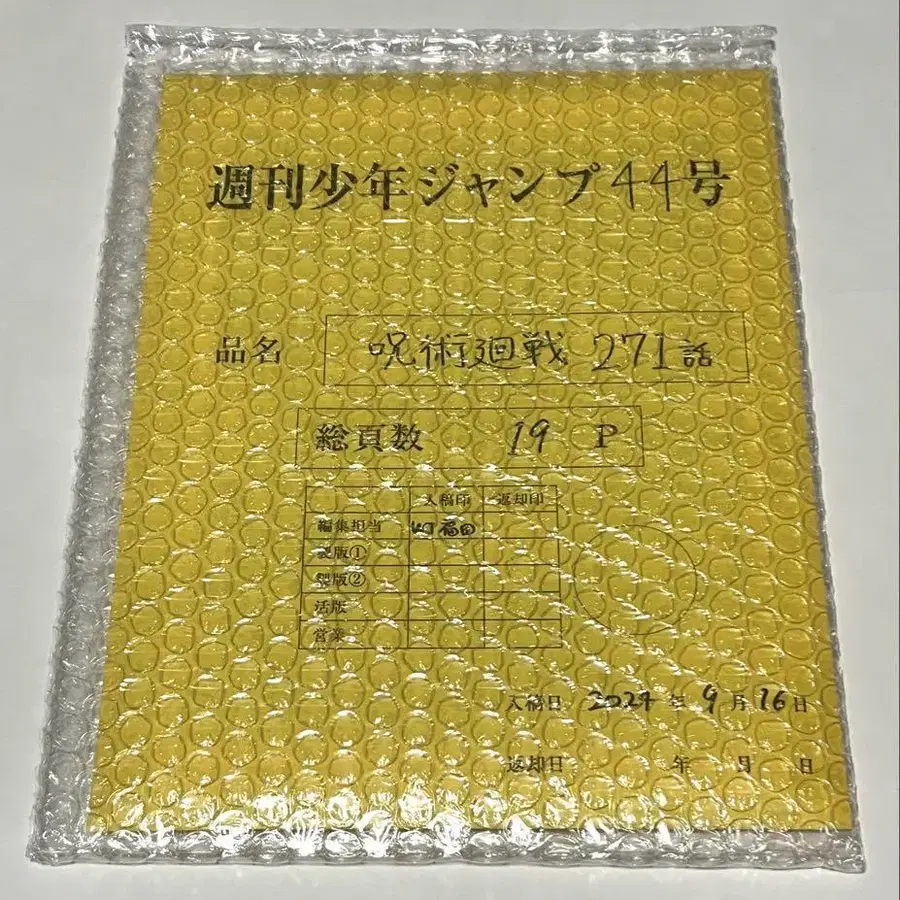 週刊少年ジャンプ44号
品名 呪術廻戦 271話
総頁数 19 P
入稿印 返却印
編集担当 福田
製版①
製版②
活版
営業
入稿日 2024年9月16日
返却日 年 月 日